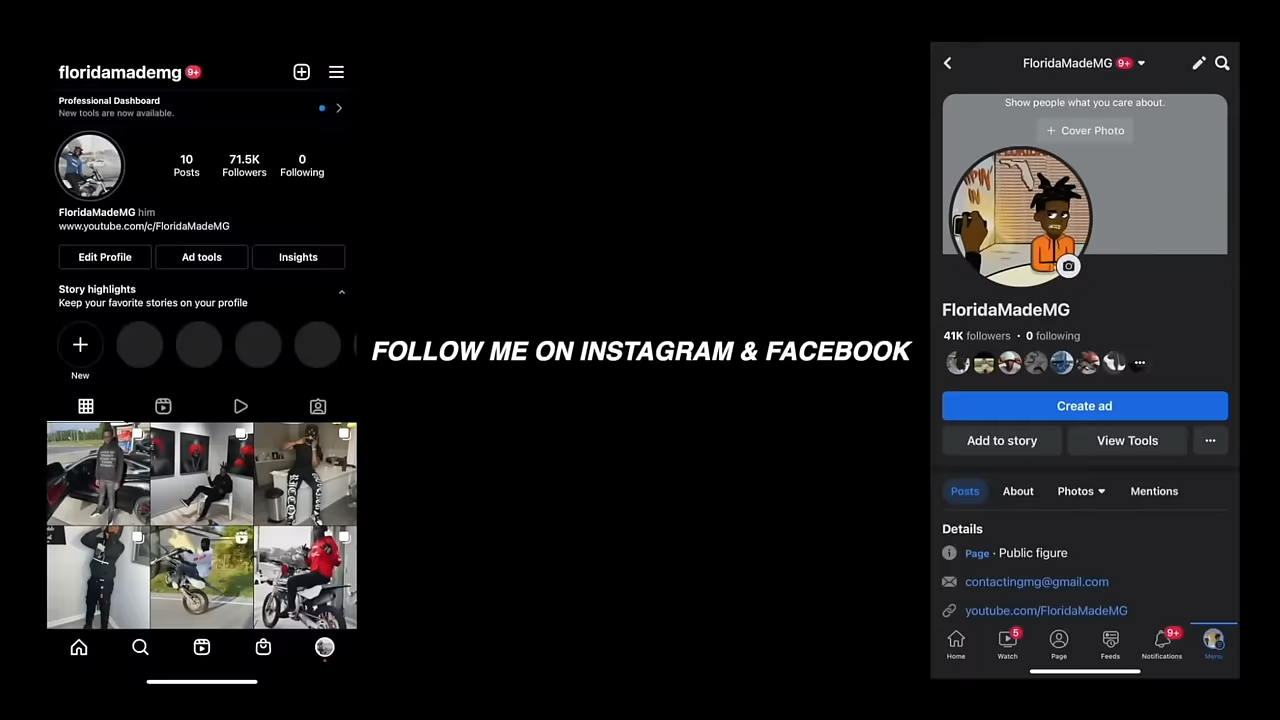 floridamademg 9+
Professional Dashboard
New tools are now available.
10
Posts
71.5K
Followers
0
Following
FloridaMadeMG him
www.youtube.com/c/FloridaMadeMG
Edit Profile
Ad tools
Insights
Story highlights
Keep your favorite stories on your profile
New
FOLLOW ME ON INSTAGRAM & FACEBOOK
FloridaMadeMG 9+
Show people what you care about.
+ Cover Photo
FloridaMadeMG
41K followers • 0 following
Create ad
Add to story
View Tools
Posts
About
Photos
Mentions
Details
Page · Public figure
contactingmg@gmail.com
youtube.com/FloridaMadeMG
5
9+
Home
Watch
Page
Feeds
Notifications
Menu